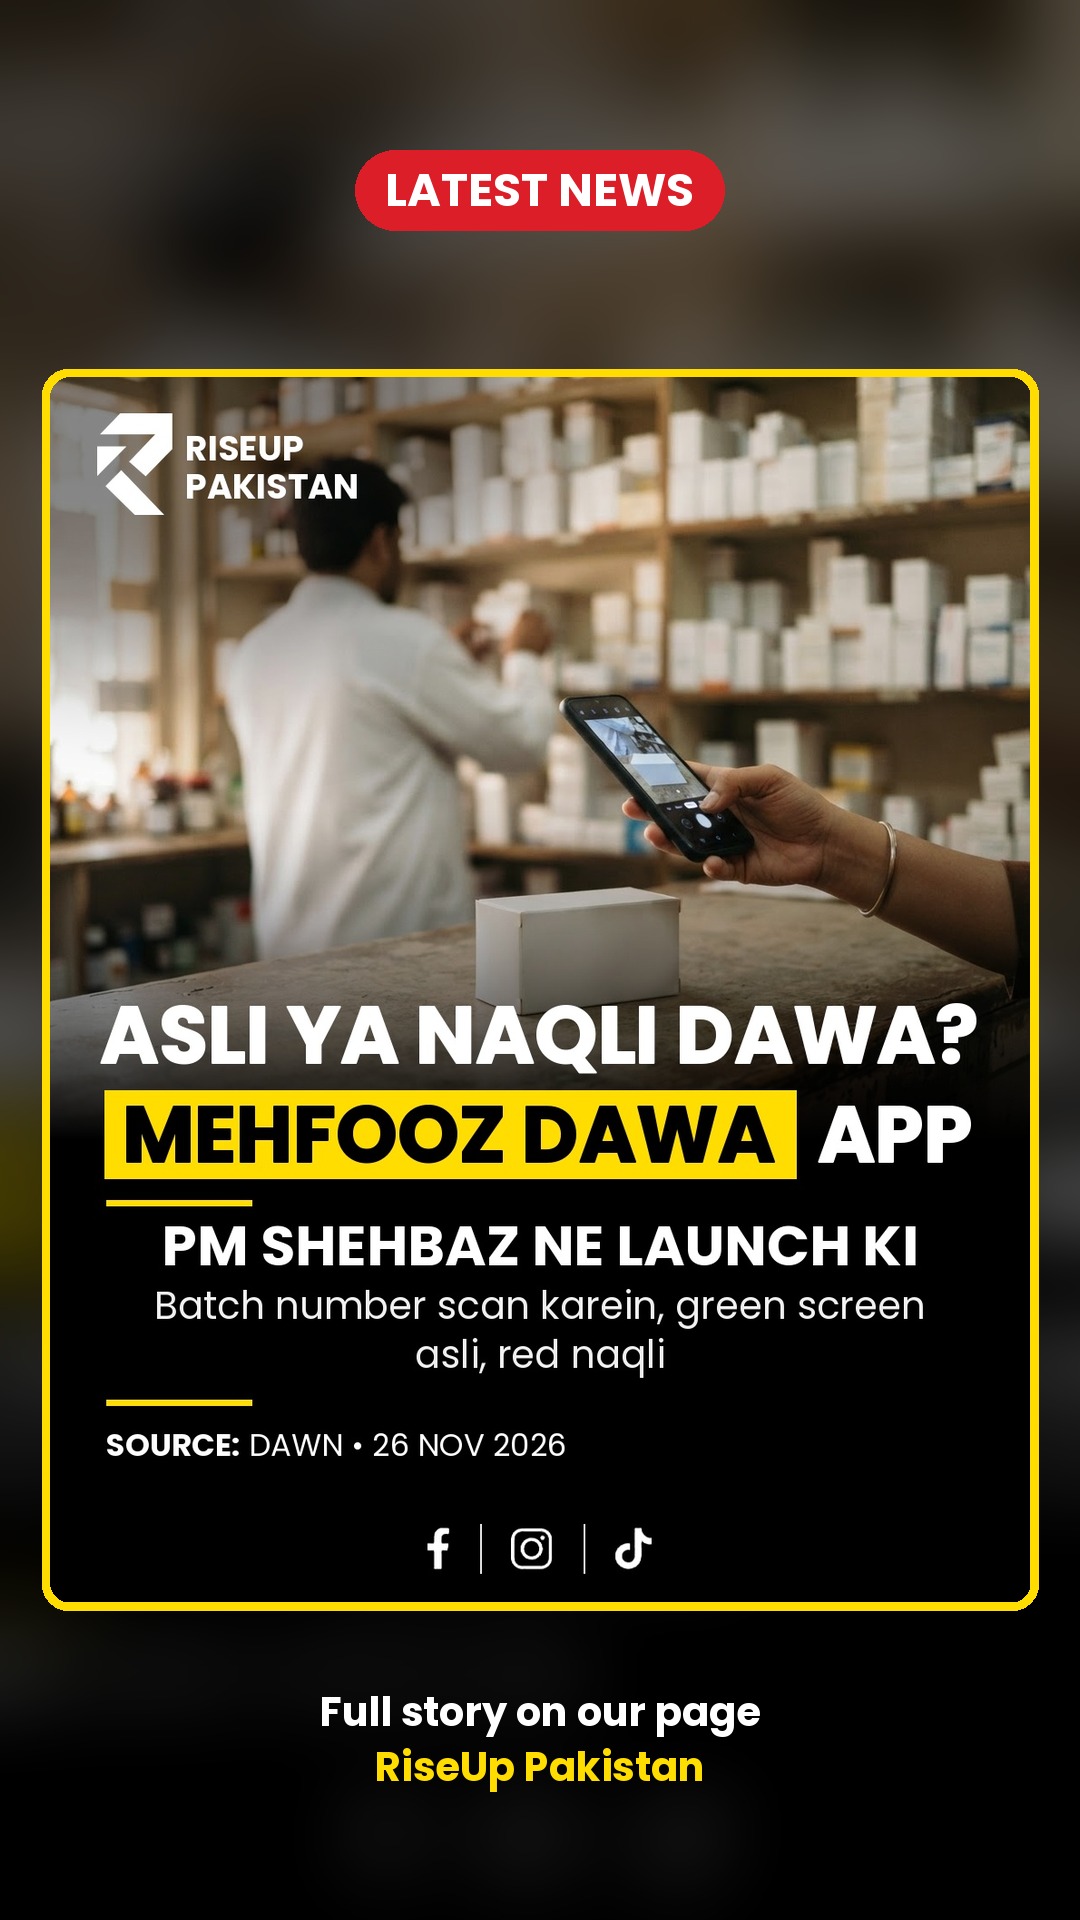 LATEST NEWS
RISEUP
PAKISTAN
ASLI YA NAQLI DAWA?
MEHFOOZ DAWA APP
PM SHEHBAZ NE LAUNCH KI
Batch number scan karein, green screen
asli, red naqli
SOURCE: DAWN • 26 NOV 2026
Full story on our page
RiseUp Pakistan